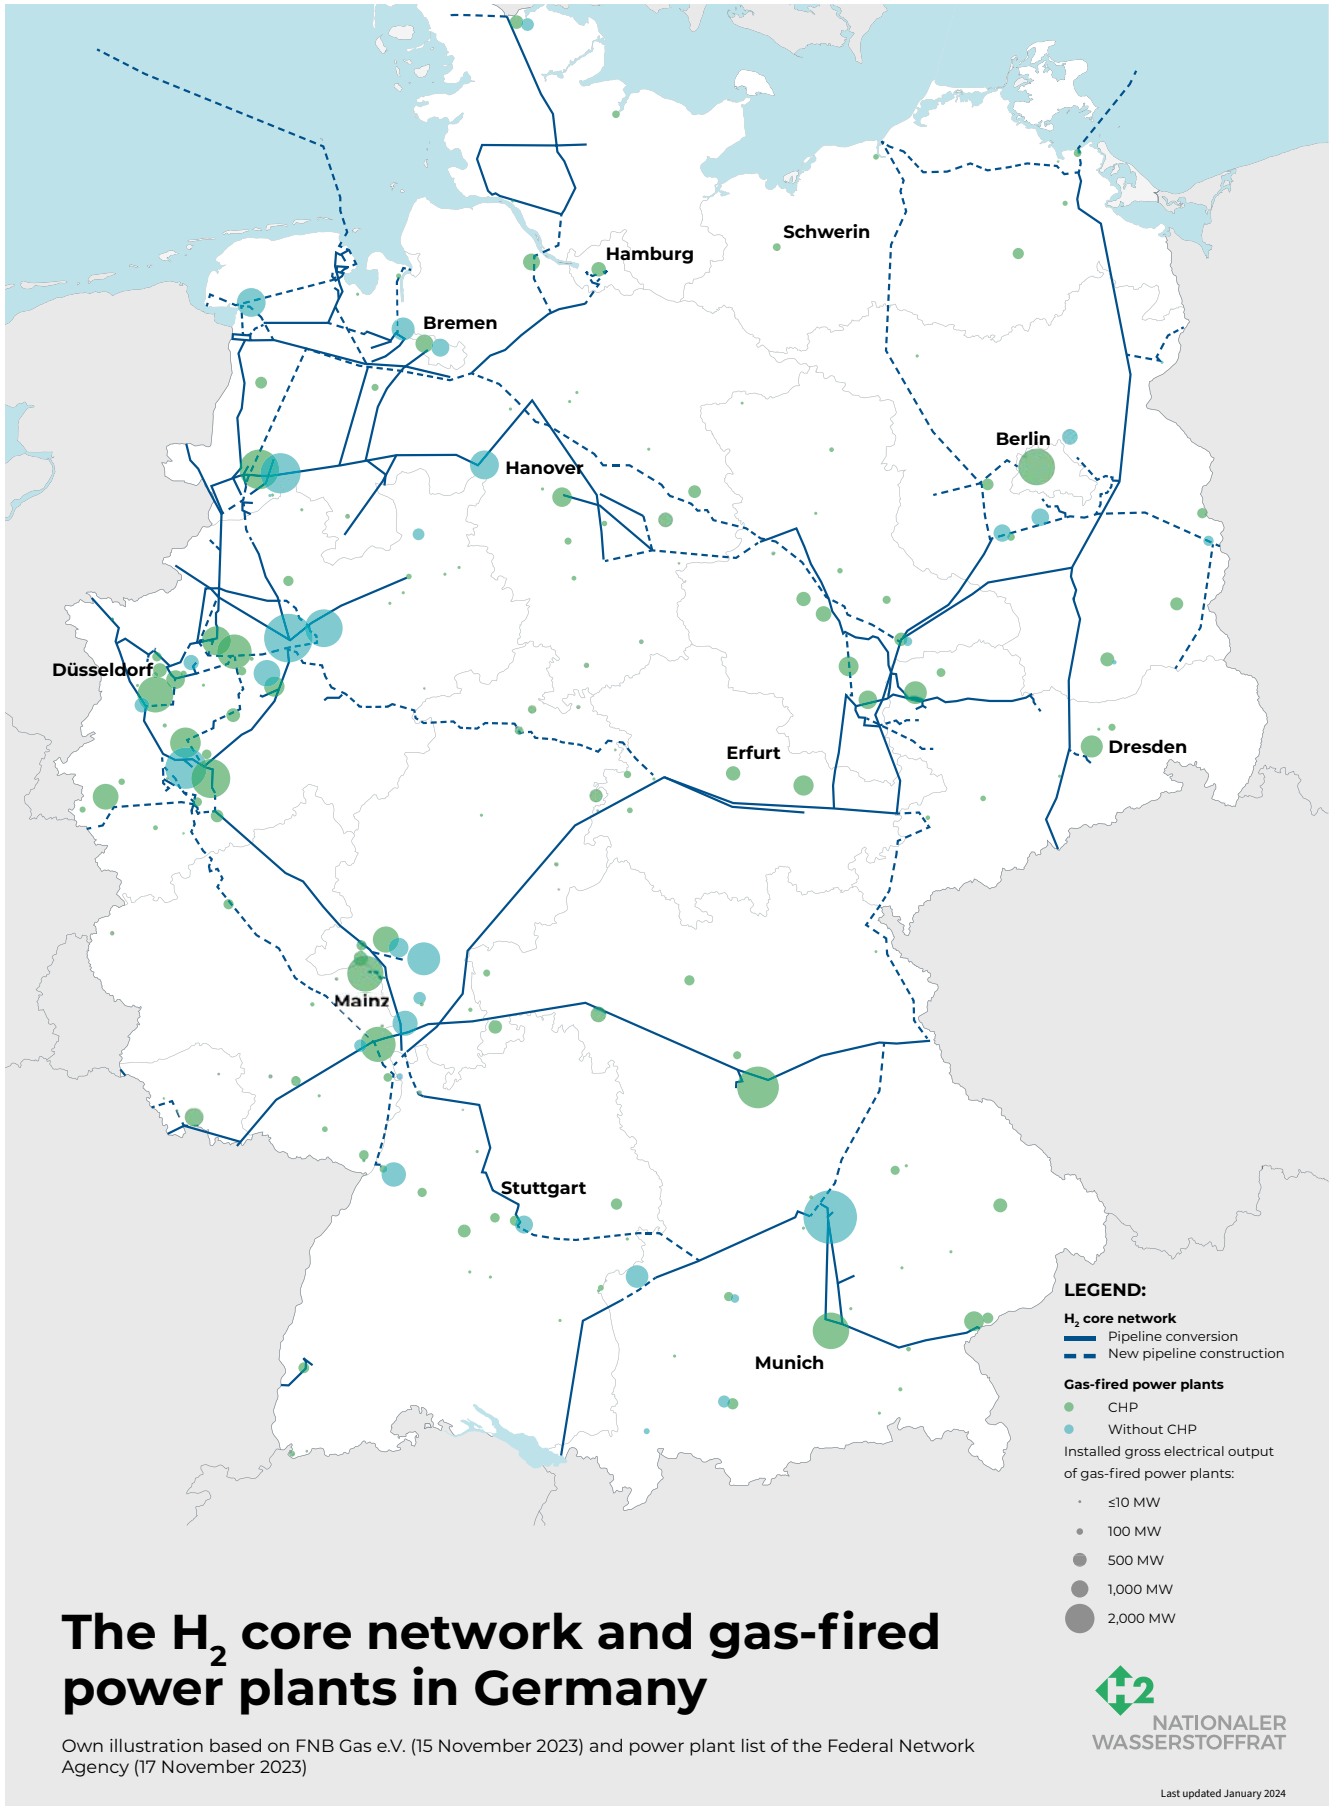 Schwerin
Hamburg
Bremen
Berlin
Hanover
Düsseldorf
Erfurt
Dresden
Mainz
Stuttgart
Munich
LEGEND:
H2 core network
Pipeline conversion
New pipeline construction
Gas-fired power plants
CHP
Without CHP
Installed gross electrical output
of gas-fired power plants:
≤10 MW
100 MW
500 MW
1,000 MW
2,000 MW
The H2 core network and gas-fired
power plants in Germany
Own illustration based on FNB Gas e.V. (15 November 2023) and power plant list of the Federal Network
Agency (17 November 2023)
H2
NATIONALER
WASSERSTOFFRAT
Last updated January 2024